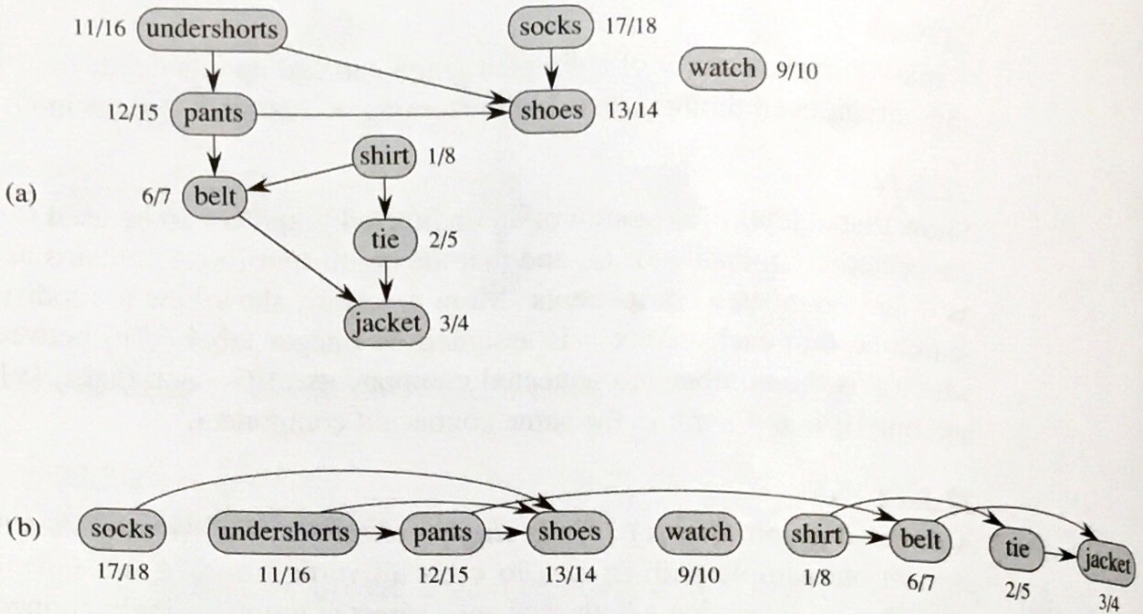 11/16 undershorts socks 17/18
watch 9/10
12/15 pants shoes 13/14
shirt 1/8
(a) 6/7 belt
tie 2/5
jacket 3/4
(b) socks undershorts pants shoes watch shirt belt tie jacket
17/18 11/16 12/15 13/14 9/10 1/8 6/7 2/5 3/4